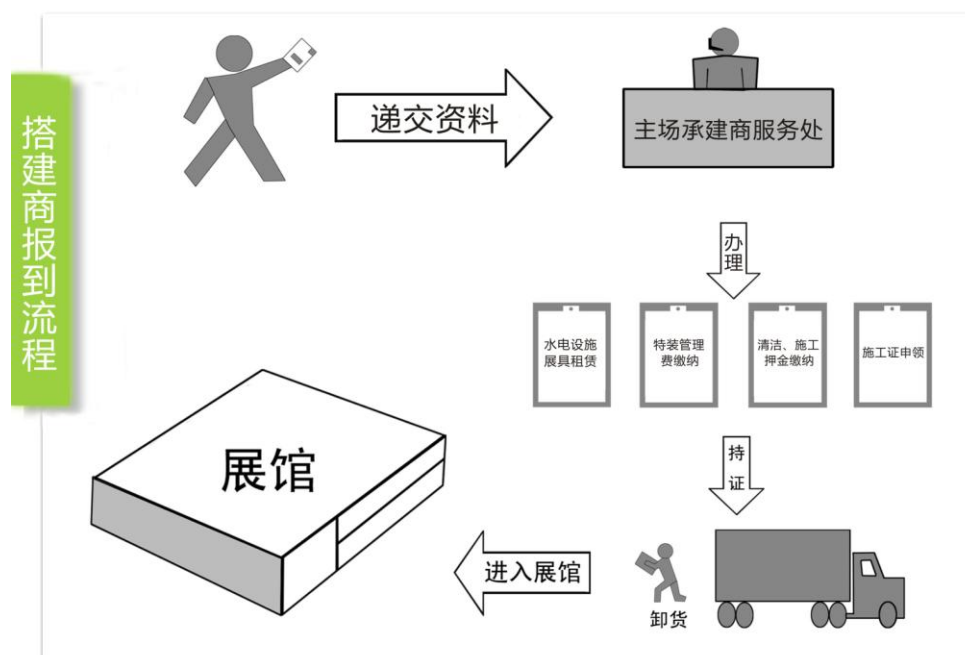 搭建商报到流程
递交资料
主场承建商服务处
办理
水电设施
展具租赁
特装管理
费缴纳
清洁、施工
押金缴纳
施工证申领
持证
卸货
进入展馆
展馆